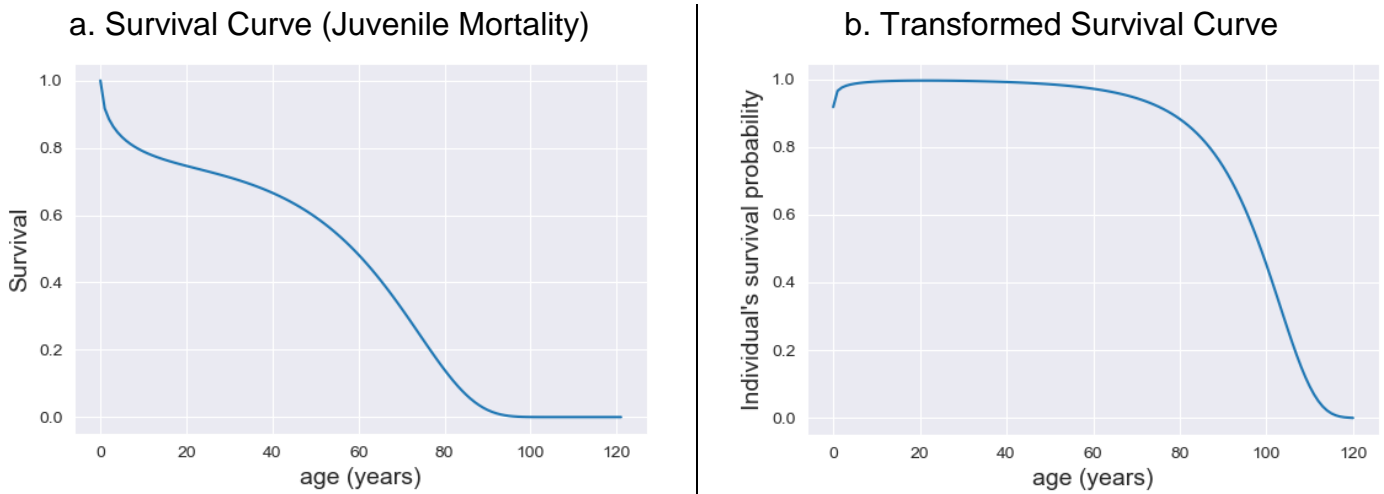 a. Survival Curve (Juvenile Mortality)
1.0
0.8
0.6
0.4
0.2
0.0
Survival
0 20 40 60 80 100 120
age (years)
b. Transformed Survival Curve
1.0
0.8
0.6
0.4
0.2
0.0
Individual's survival probability
0 20 40 60 80 100 120
age (years)